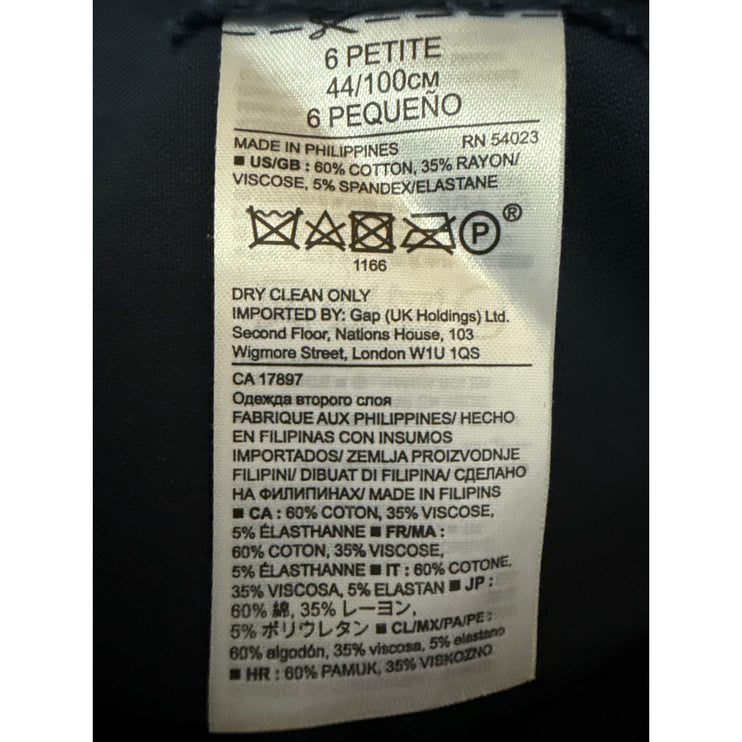 6 PETITE
44/100CM
6 PEQUEÑO
MADE IN PHILIPPINES RN 54023
■ US/GB : 60% COTTON, 35% RAYON/
VISCOSE, 5% SPANDEX/ELASTANE
P ®
1166
DRY CLEAN ONLY
IMPORTED BY: Gap (UK Holdings) Ltd.
Second Floor, Nations House, 103
Wigmore Street, London W1U 1QS
CA 17897
Одежда второго слоя
FABRIQUE AUX PHILIPPINES/ HECHO
EN FILIPINAS CON INSUMOS
IMPORTADOS/ ZEMLJA PROIZVODNJE
FILIPINI/ DIBUAT DI FILIPINA/ СДЕЛАНО
НА ФИЛИПИНАХ/ MADE IN FILIPINS
■ CA : 60% COTON, 35% VISCOSE,
5% ÉLASTHANNE ■ FR/MA :
60% COTON, 35% VISCOSE,
5% ÉLASTHANNE ■ IT : 60% COTONE,
35% VISCOSA, 5% ELASTAN ■ JP :
60% 綿, 35% レーヨン,
5% ポリウレタン ■ CL/MX/PA/PE :
60% algodón, 35% viscosa, 5% elastano
■ HR : 60% PAMUK, 35% VISKOZNO